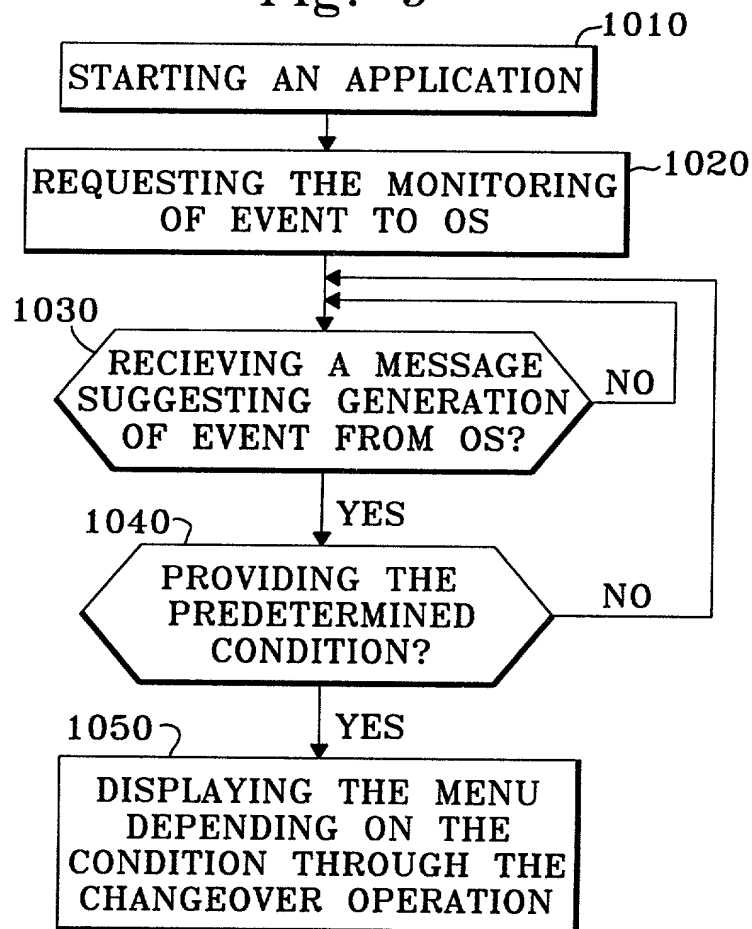 1010
STARTING AN APPLICATION
1020
REQUESTING THE MONITORING
OF EVENT TO OS
1030
RECIEVING A MESSAGE
SUGGESTING GENERATION
OF EVENT FROM OS?
NO
YES
1040
PROVIDING THE
PREDETERMINED
CONDITION?
NO
YES
1050
DISPLAYING THE MENU
DEPENDING ON THE
CONDITION THROUGH THE
CHANGEOVER OPERATION